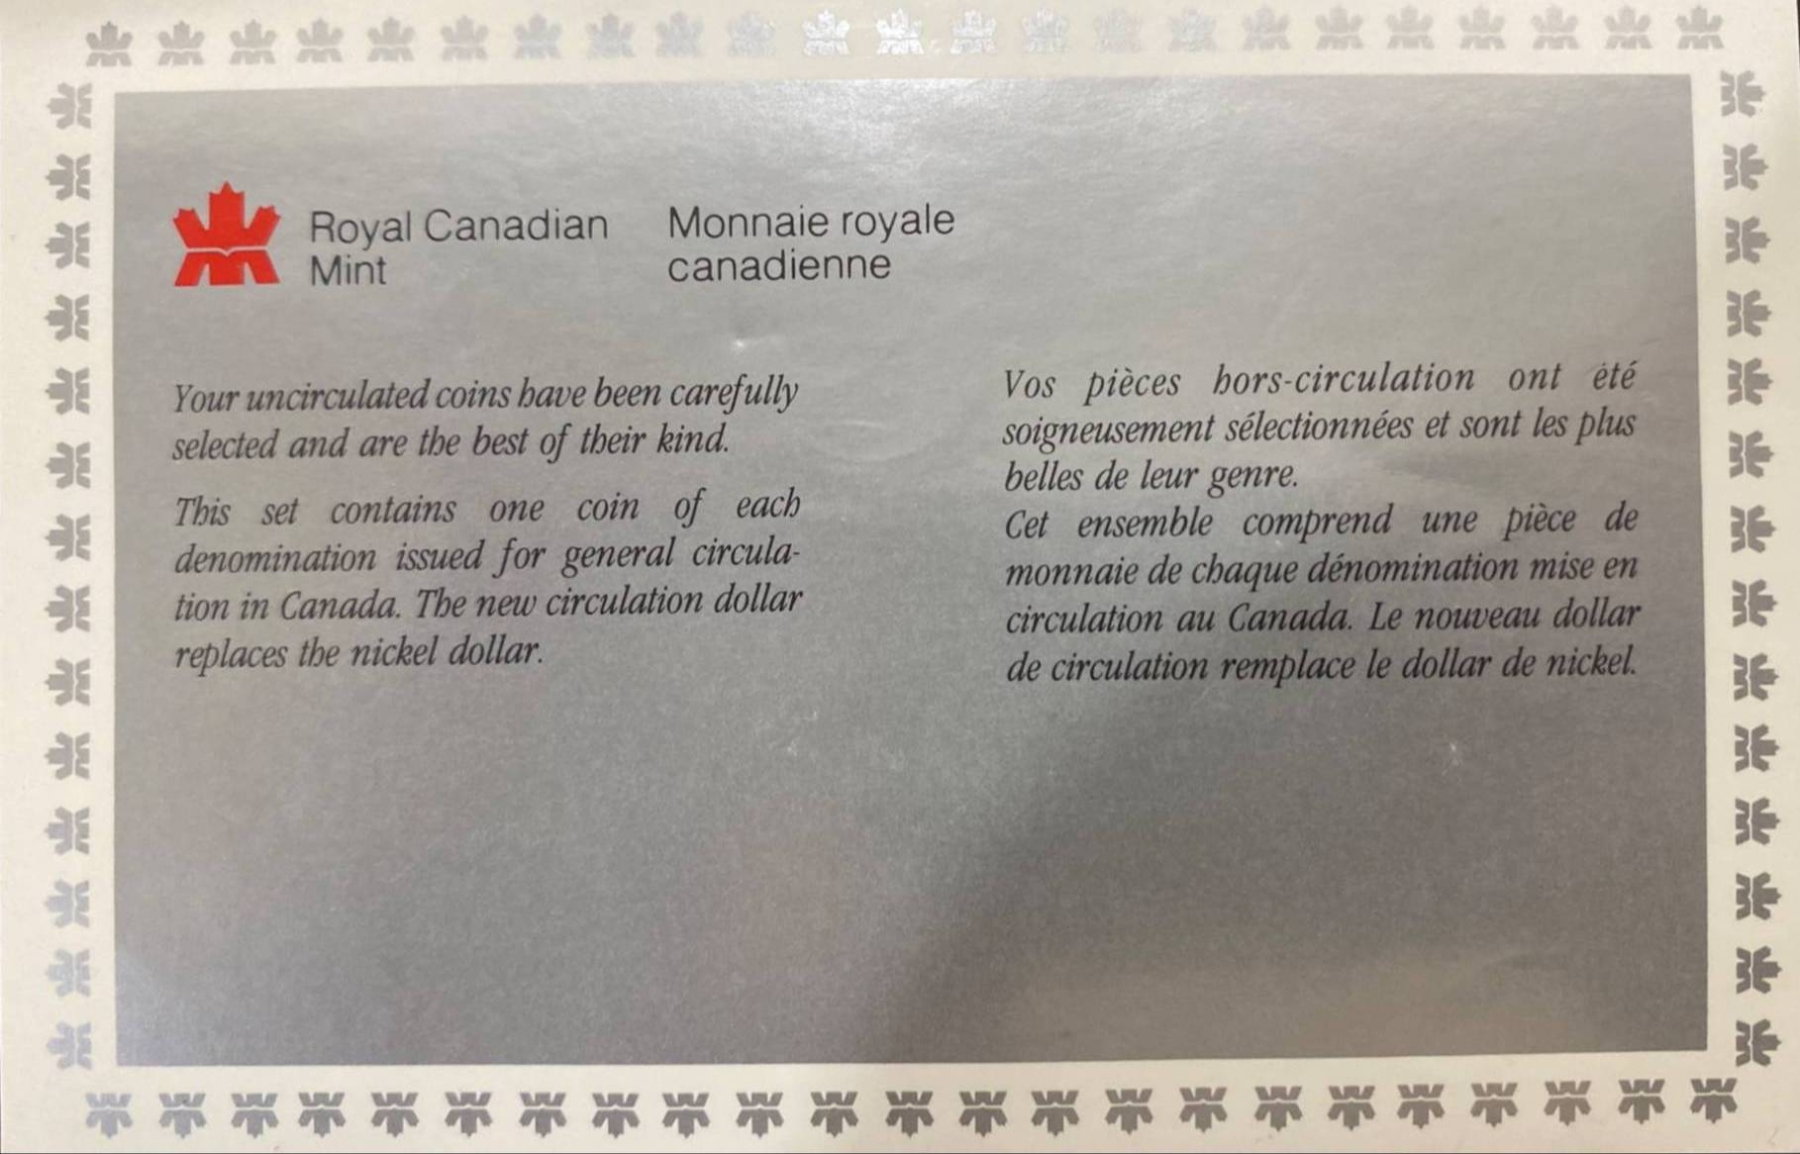 Royal Canadian
Mint
Monnaie royale
canadienne
Your uncirculated coins have been carefully
selected and are the best of their kind.
This set contains one coin of each
denomination issued for general circula-
tion in Canada. The new circulation dollar
replaces the nickel dollar.
Vos pièces hors-circulation ont été
soigneusement sélectionnées et sont les plus
belles de leur genre.
Cet ensemble comprend une pièce de
monnaie de chaque dénomination mise en
circulation au Canada. Le nouveau dollar
de circulation remplace le dollar de nickel.